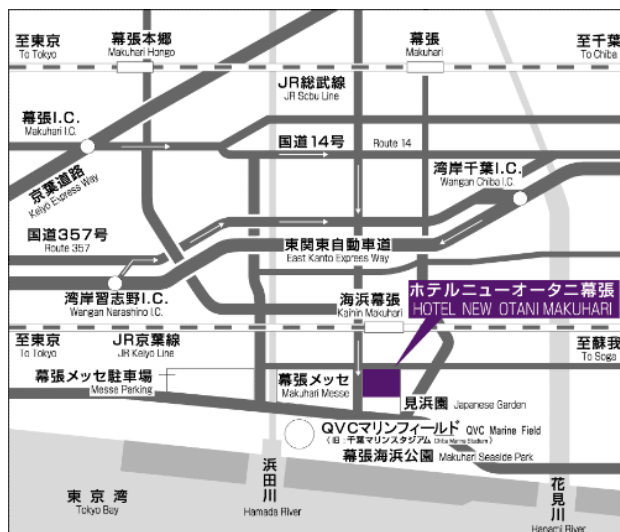 至東京
To Tokyo
幕張本郷
Makuhari Hongo
幕張
Makuhari
至千葉
To Chiba
JR総武線
JR Sobu Line
幕張I.C.
Makuhari I.C.
国道14号 Route 14
京葉道路
Keiyo Express Way
湾岸千葉I.C.
Wangan Chiba I.C.
国道357号
Route 357
東関東自動車道
East Kanto Express Way
湾岸習志野I.C.
Wangan Narashino I.C.
海浜幕張
Kaihin Makuhari
ホテルニューオータニ幕張
HOTEL NEW OTANI MAKUHARI
至東京
To Tokyo
JR京葉線
JR Keiyo Line
至蘇我
To Soga
幕張メッセ駐車場
Messe Parking
幕張メッセ
Makuhari Messe
見浜園 Japanese Garden
QVCマリンフィールド QVC Marine Field
(旧:千葉マリンスタジアム Chiba Marine Stadium)
幕張海浜公園 Makuhari Seaside Park
東京湾
Tokyo Bay
浜田川
Hamada River
花見川
Hanami River